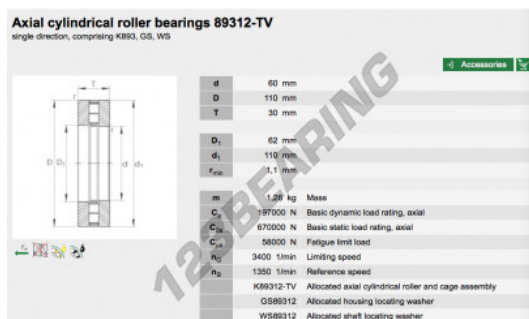 Axial cylindrical roller bearings 89312-TV
single direction, comprising K893, GS, WS
Accessories
T
r
r
D D₁ d d₁
d 60 mm
D 110 mm
T 30 mm
D₁ 62 mm
d₁ 110 mm
rmin 1,1 mm
m 1,26 kg Mass
Ca 197000 N Basic dynamic load rating, axial
C0a 670000 N Basic static load rating, axial
Cua 58000 N Fatigue limit load
nG 3400 1/min Limiting speed
nB 1350 1/min Reference speed
K89312-TV Allocated axial cylindrical roller and cage assembly
GS89312 Allocated housing locating washer
WS89312 Allocated shaft locating washer
123BEARING